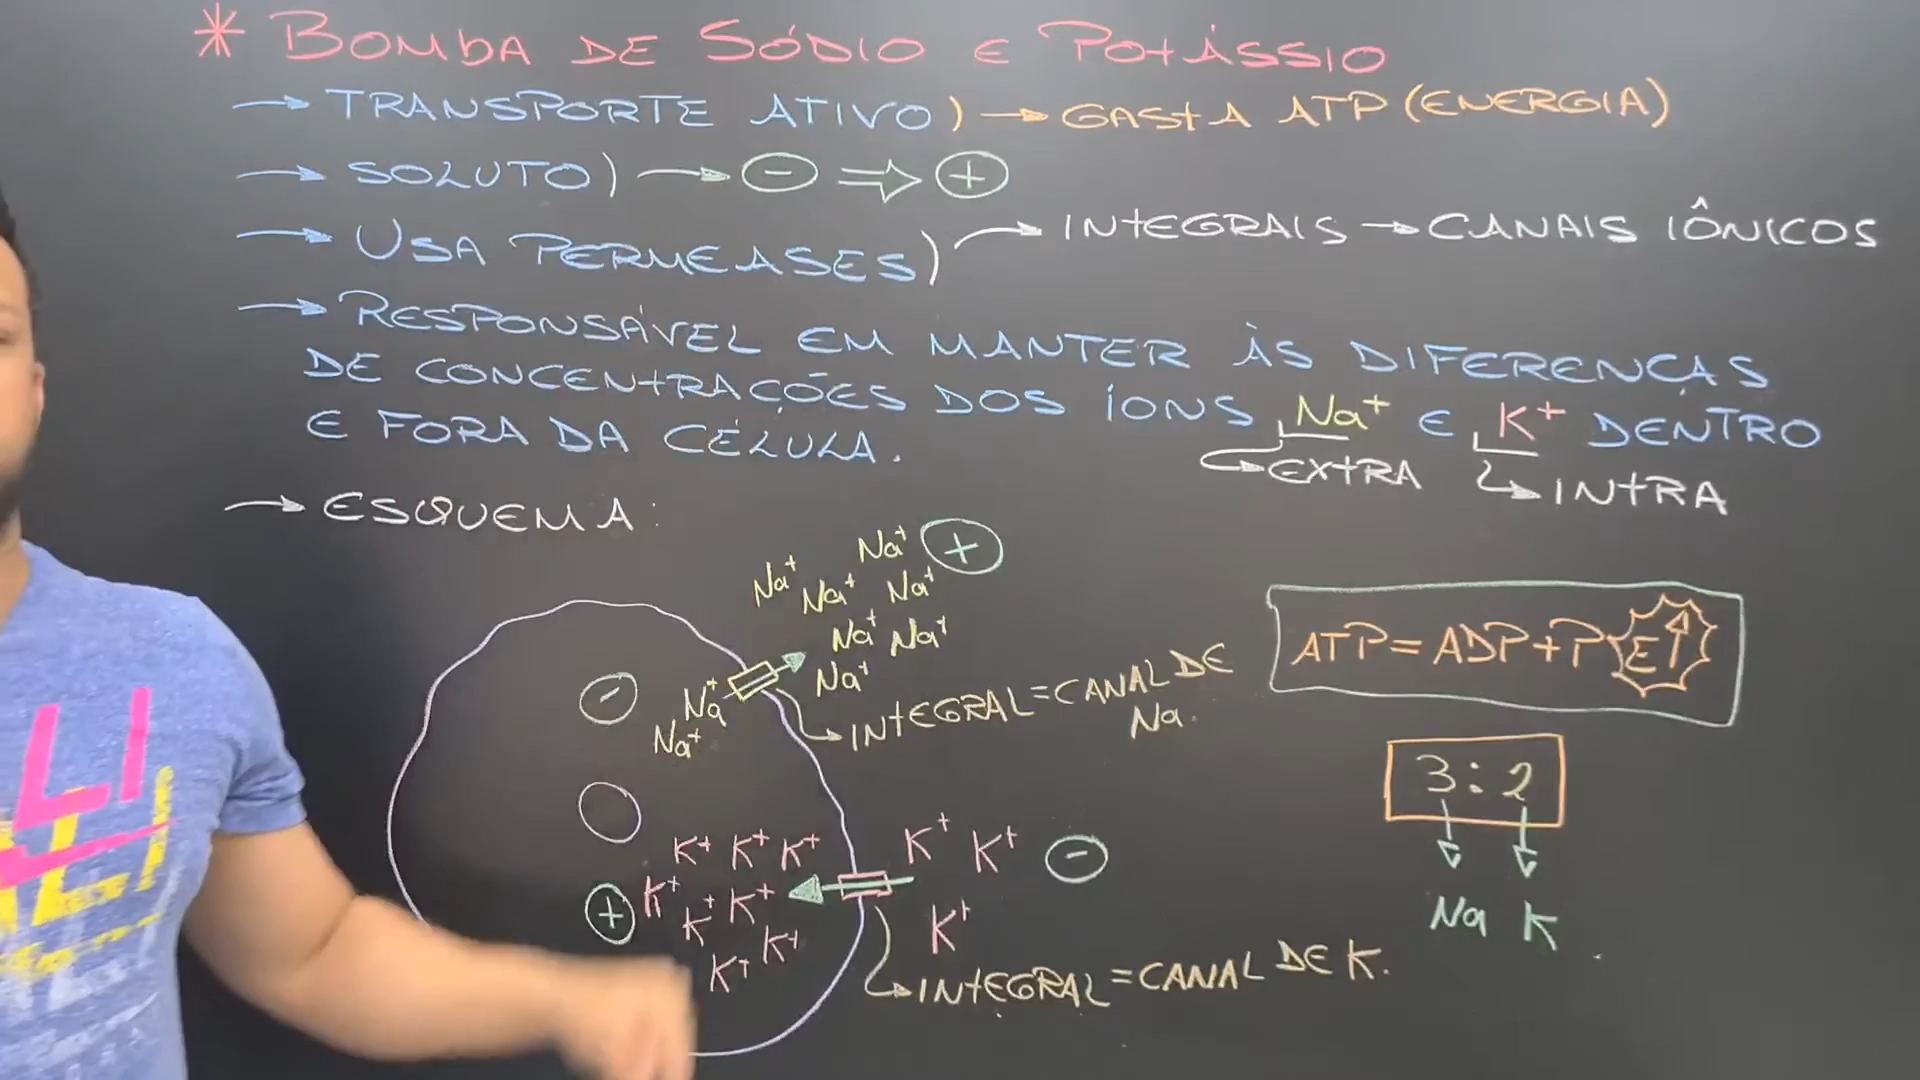 * BOMBA DE SÓDIO E POTÁSSIO
→ TRANSPORTE ATIVO) → GASTA ATP (ENERGIA)
→ SOLUTO) → - ⇒ +
→ USA PERMEASES) → INTEGRAIS → CANAIS IÔNICOS
→ RESPONSÁVEL EM MANTER ÀS DIFERENÇAS
DE CONCENTRAÇÕES DOS ÍONS Na+ E K+ DENTRO
E FORA DA CÉLULA.
→ EXTRA → INTRA
→ ESQUEMA:
Na+ Na+ +
Na+ Na+
Na+ Na+
Na+
- Na+
Na+
→ INTEGRAL = CANAL DE
Na.
ATP = ADP + P E↑
3:2
Na K
K+ K+ K+ K+ K+ -
+ K+ K+ K+ K+
K+ K+
→ INTEGRAL = CANAL DE K.
LI